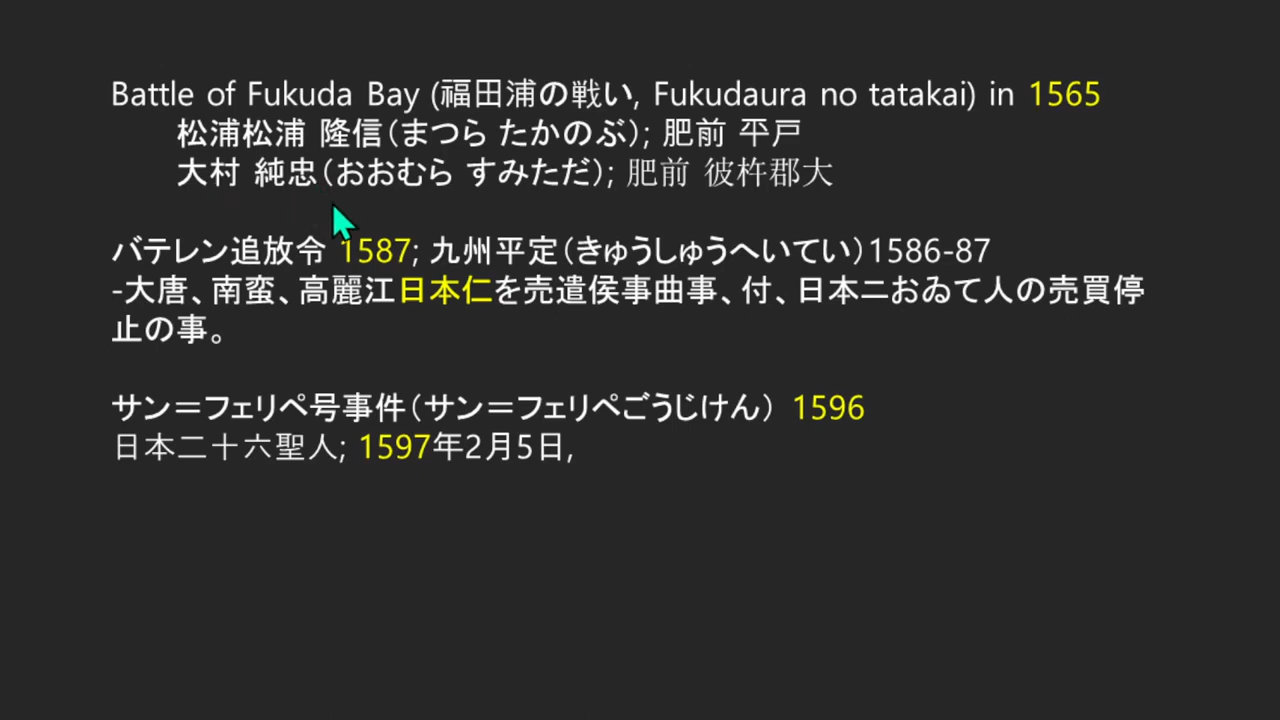 Battle of Fukuda Bay (福田浦の戦い, Fukudaura no tatakai) in 1565
松浦松浦 隆信(まつら たかのぶ); 肥前 平戸
大村 純忠(おおむら すみただ); 肥前 彼杵郡大
バテレン追放令 1587; 九州平定(きゅうしゅうへいてい)1586-87
-大唐、南蛮、高麗江日本仁を売遣侯事曲事、付、日本ニおゐて人の売買停
止の事。
サン＝フェリペ号事件(サン＝フェリペごうじけん) 1596
日本二十六聖人; 1597年2月5日,